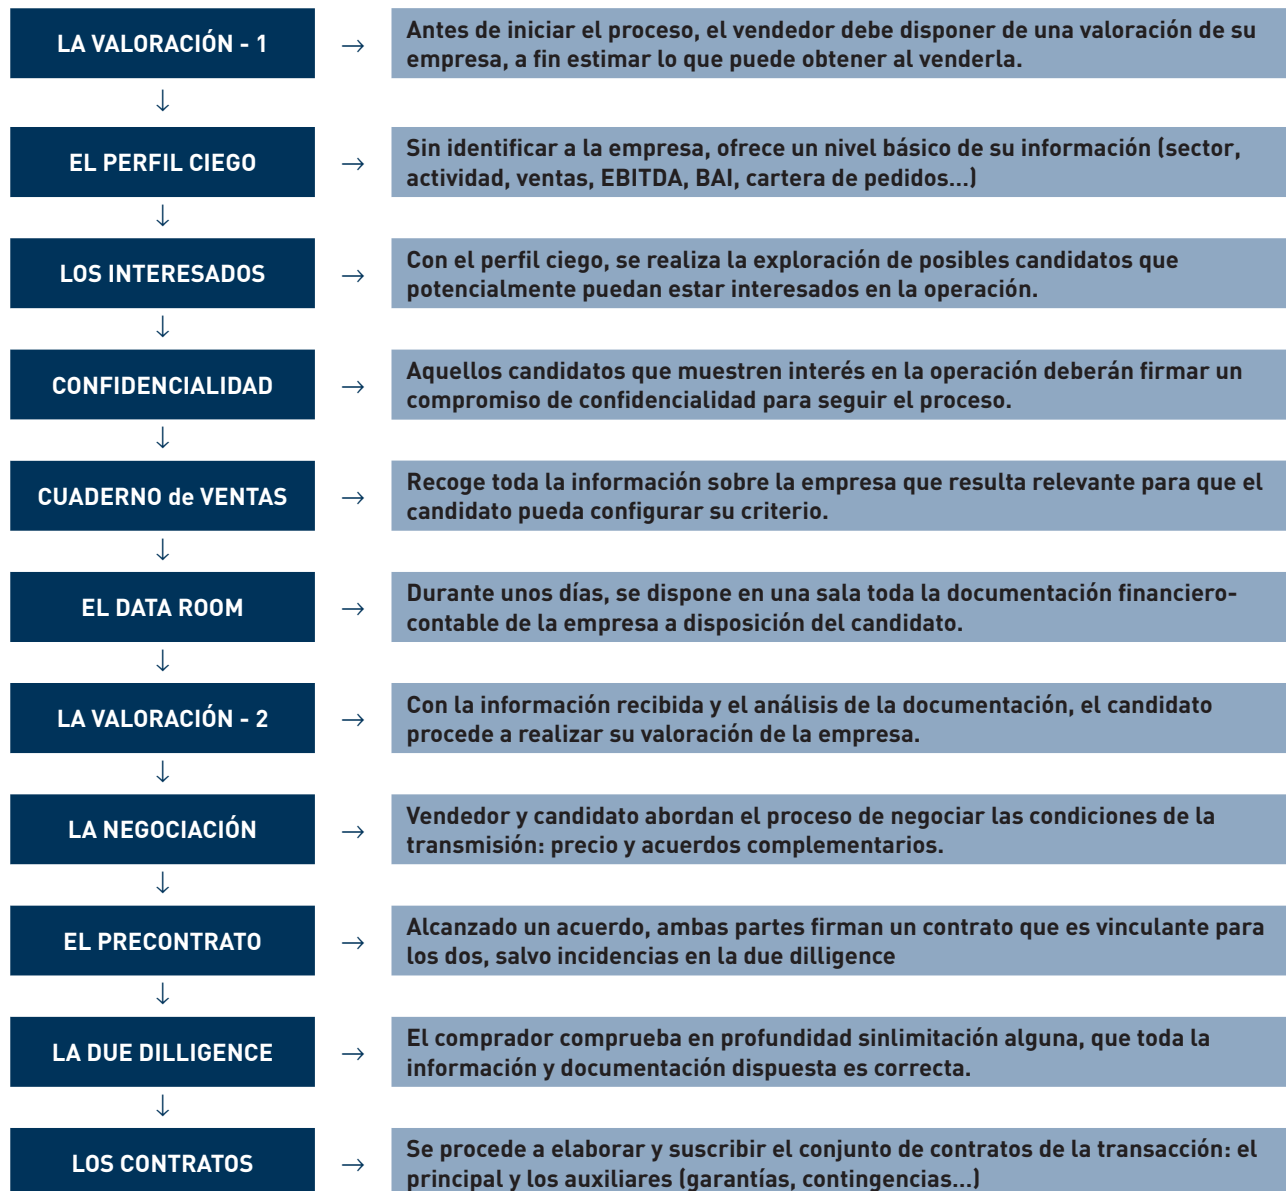 LA VALORACIÓN - 1
→
Antes de iniciar el proceso, el vendedor debe disponer de una valoración de su
empresa, a fin estimar lo que puede obtener al venderla.
↓
EL PERFIL CIEGO
→
Sin identificar a la empresa, ofrece un nivel básico de su información (sector,
actividad, ventas, EBITDA, BAI, cartera de pedidos...)
↓
LOS INTERESADOS
→
Con el perfil ciego, se realiza la exploración de posibles candidatos que
potencialmente puedan estar interesados en la operación.
↓
CONFIDENCIALIDAD
→
Aquellos candidatos que muestren interés en la operación deberán firmar un
compromiso de confidencialidad para seguir el proceso.
↓
CUADERNO de VENTAS
→
Recoge toda la información sobre la empresa que resulta relevante para que el
candidato pueda configurar su criterio.
↓
EL DATA ROOM
→
Durante unos días, se dispone en una sala toda la documentación financiero-
contable de la empresa a disposición del candidato.
↓
LA VALORACIÓN - 2
→
Con la información recibida y el análisis de la documentación, el candidato
procede a realizar su valoración de la empresa.
↓
LA NEGOCIACIÓN
→
Vendedor y candidato abordan el proceso de negociar las condiciones de la
transmisión: precio y acuerdos complementarios.
↓
EL PRECONTRATO
→
Alcanzado un acuerdo, ambas partes firman un contrato que es vinculante para
los dos, salvo incidencias en la due dilligence
↓
LA DUE DILLIGENCE
→
El comprador comprueba en profundidad sinlimitación alguna, que toda la
información y documentación dispuesta es correcta.
↓
LOS CONTRATOS
→
Se procede a elaborar y suscribir el conjunto de contratos de la transacción: el
principal y los auxiliares (garantías, contingencias...)